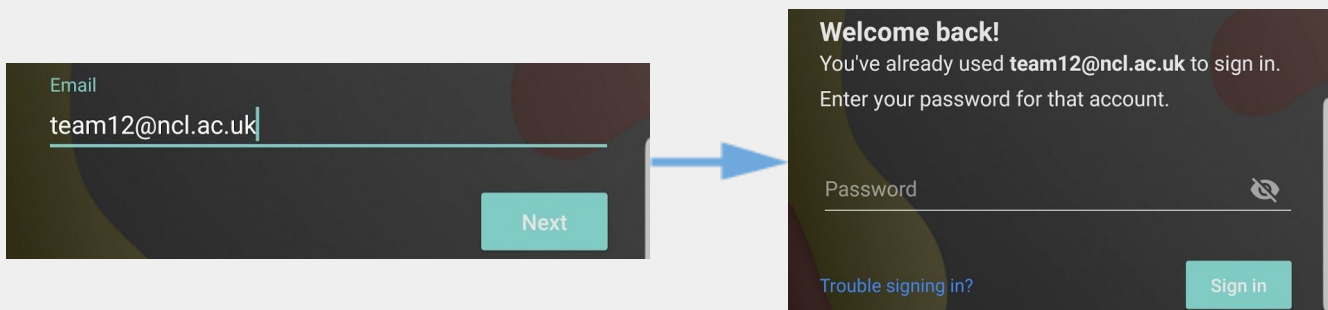 Email
team12@ncl.ac.uk
Next
Welcome back!
You've already used team12@ncl.ac.uk to sign in.
Enter your password for that account.
Password
Trouble signing in?
Sign in